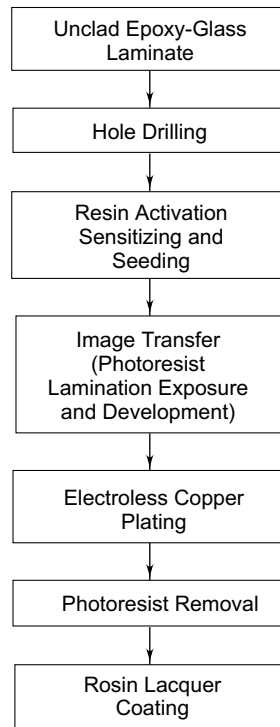 Unclad Epoxy-Glass
Laminate
Hole Drilling
Resin Activation
Sensitizing and
Seeding
Image Transfer
(Photoresist
Lamination Exposure
and Development)
Electroless Copper
Plating
Photoresist Removal
Rosin Lacquer
Coating